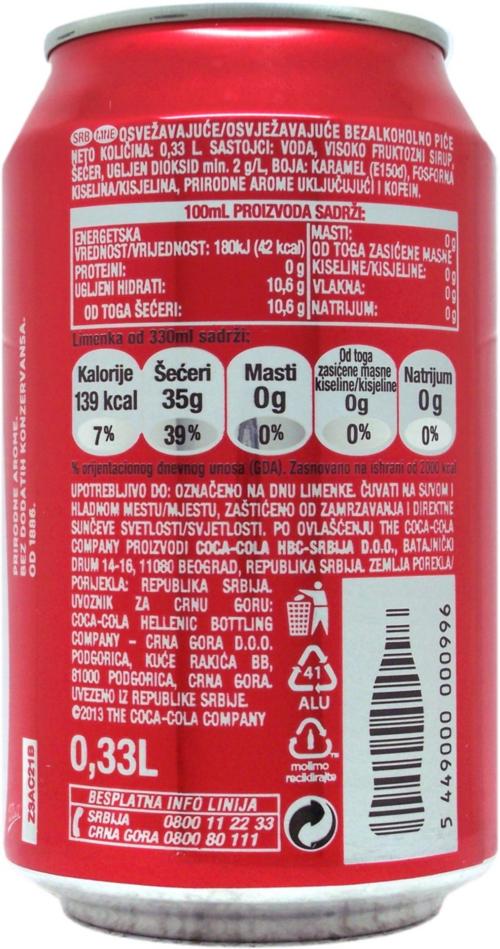 SRB MNE OSVEŽAVAJUĆE/OSVJEŽAVAJUĆE BEZALKOHOLNO PIĆE
NETO KOLIČINA: 0,33 L. SASTOJCI: VODA, VISOKO FRUKTOZNI SIRUP,
ŠEĆER, UGLJEN DIOKSID min. 2 g/L, BOJA: KARAMEL (E150d), FOSFORNA
KISELINA/KISJELINA, PRIRODNE AROME UKLJUČUJUĆI I KOFEIN.
100mL PROIZVODA SADRŽI:
ENERGETSKA
VREDNOST/VRIJEDNOST: 180kJ (42 kcal)
PROTEINI: 0 g
UGLJENI HIDRATI: 10,6 g
OD TOGA ŠEĆERI: 10,6 g
MASTI: 0g
OD TOGA ZASIĆENE MASNE
KISELINE/KISJELINE: 0g
VLAKNA: 0g
NATRIJUM: 0g
Limenka od 330ml sadrži:
Kalorije
139 kcal
7%
Šećeri
35g
39%
Masti
0g
0%
Od toga
zasićene masne
kiseline/kisjeline
0g
0%
Natrijum
0g
0%
% orijentacionog dnevnog unosa (GDA). Zasnovano na ishrani od 2000 kcal
UPOTREBLJIVO DO: OZNAČENO NA DNU LIMENKE. ČUVATI NA SUVOM I
HLADNOM MESTU/MJESTU, ZAŠTIĆENO OD ZAMRZAVANJA I DIREKTNE
SUNČEVE SVETLOSTI/SVJETLOSTI. PO OVLAŠĆENJU THE COCA-COLA
COMPANY PROIZVODI COCA-COLA HBC-SRBIJA D.O.O., BATAJNIČKI
DRUM 14-16, 11080 BEOGRAD, REPUBLIKA SRBIJA. ZEMLJA POREKLA/
PORIJEKLA: REPUBLIKA SRBIJA.
UVOZNIK ZA CRNU GORU:
COCA-COLA HELLENIC BOTTLING
COMPANY - CRNA GORA D.O.O.
PODGORICA, KUĆE RAKIĆA BB,
81000 PODGORICA, CRNA GORA.
UVEZENO IZ REPUBLIKE SRBIJE.
©2013 THE COCA-COLA COMPANY
0,33L
BESPLATNA INFO LINIJA
SRBIJA 0800 11 22 33
CRNA GORA 0800 80 111
41
ALU
molimo
reciklirajte
5 449000 000996
PRIRODNE AROME.
BEZ DODATIH KONZERVANSA.
OD 1886.
Z3AC21B